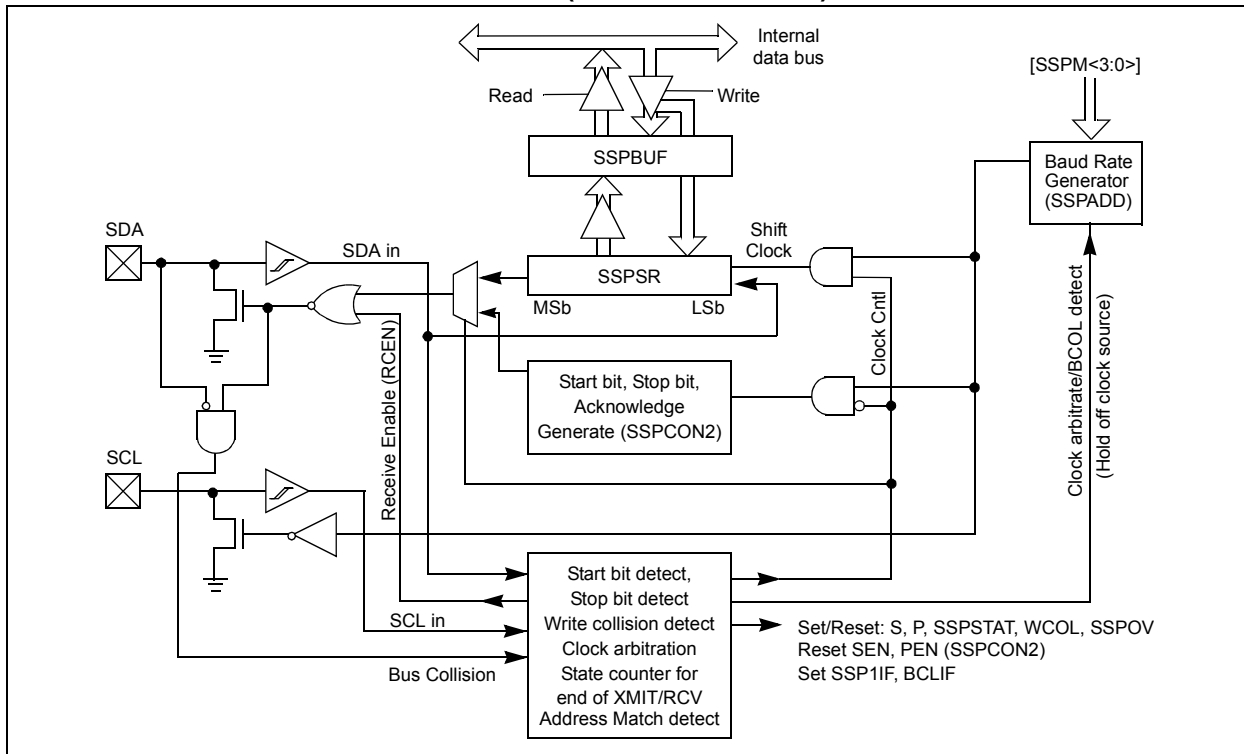 Internal
data bus
[SSPM<3:0>]
Read
Write
SSPBUF
Baud Rate
Generator
(SSPADD)
SDA
SDA in
Shift
Clock
SSPSR
MSb
LSb
Clock Cntl
Receive Enable (RCEN)
Start bit, Stop bit,
Acknowledge
Generate (SSPCON2)
Clock arbitrate/BCOL detect
(Hold off clock source)
SCL
SCL in
Bus Collision
Start bit detect,
Stop bit detect
Write collision detect
Clock arbitration
State counter for
end of XMIT/RCV
Address Match detect
Set/Reset: S, P, SSPSTAT, WCOL, SSPOV
Reset SEN, PEN (SSPCON2)
Set SSP1IF, BCLIF